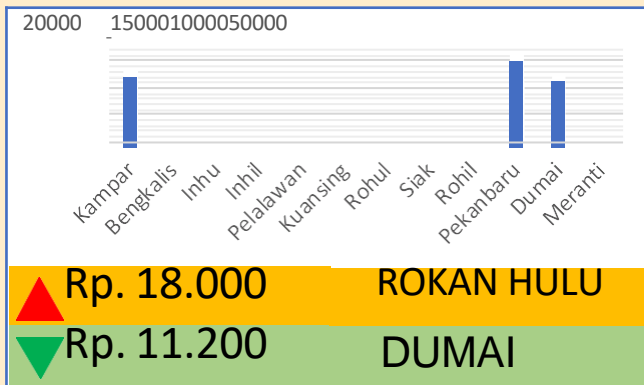 20000 150001000050000
Kampar
Bengkalis
Inhu
Inhil
Pelalawan
Kuansing
Rohul
Siak
Rohil
Pekanbaru
Dumai
Meranti
Rp. 18.000 ROKAN HULU
Rp. 11.200 DUMAI